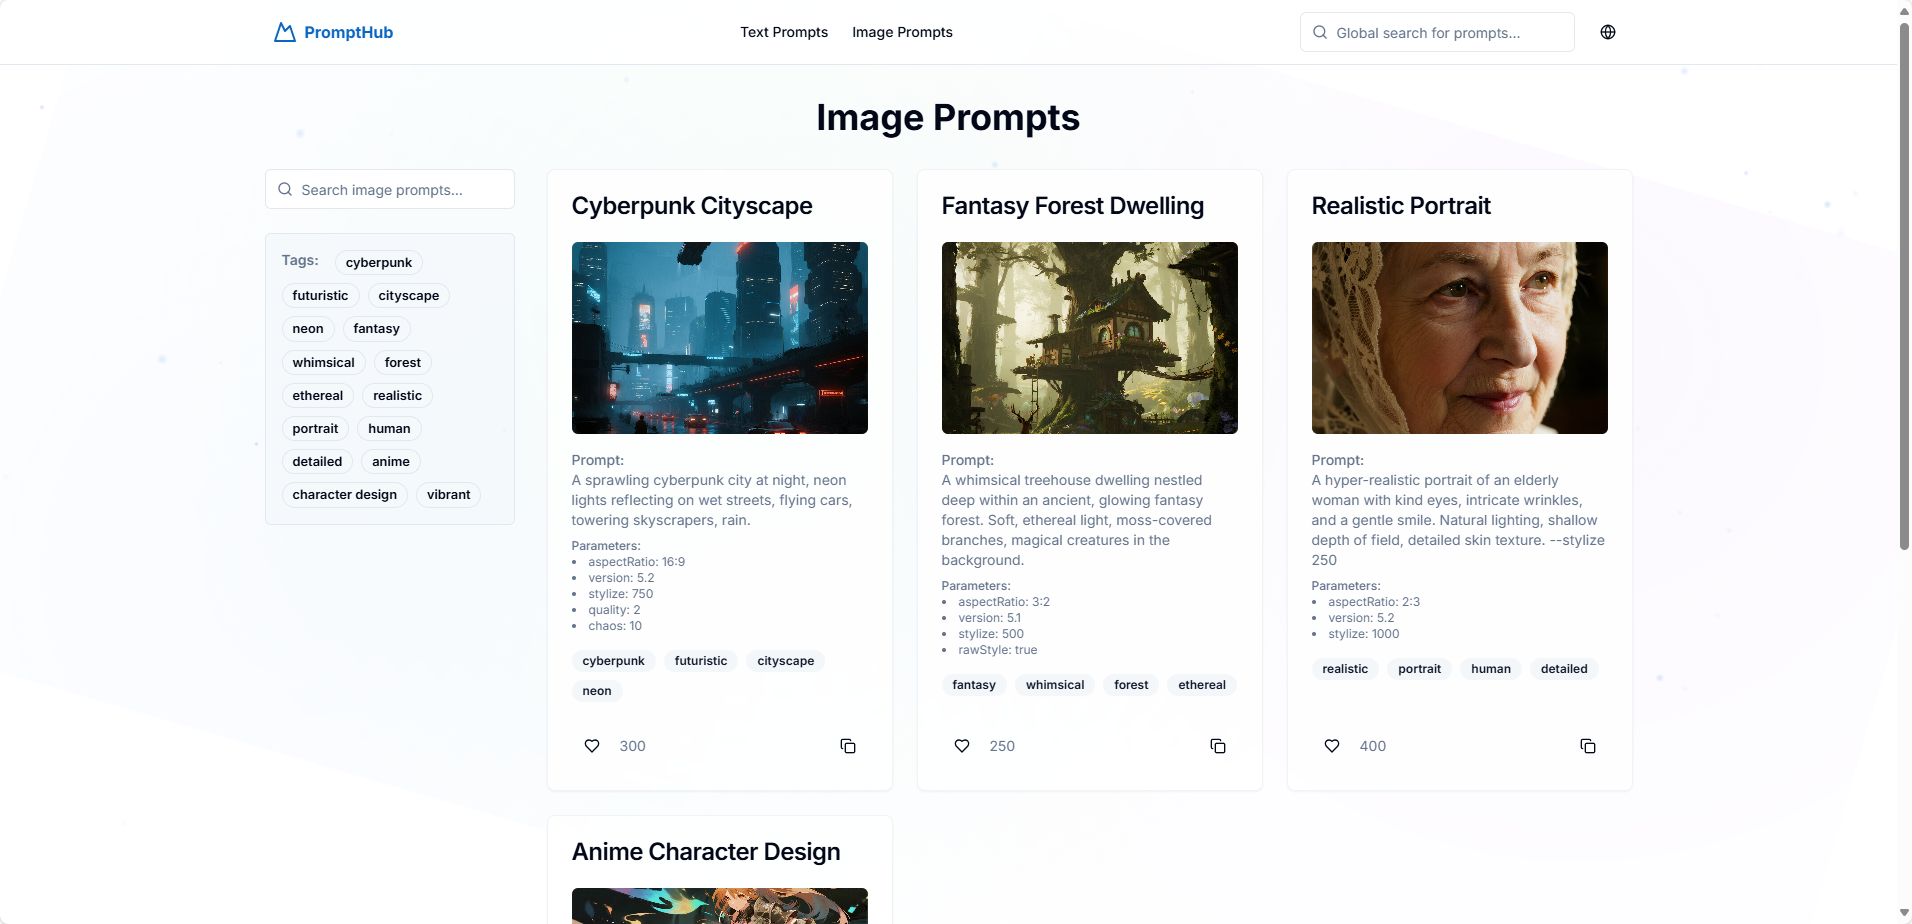 PromptHub
Text Prompts
Image Prompts
Global search for prompts...
Image Prompts
Search image prompts...
Tags:
cyberpunk
futuristic
cityscape
neon
fantasy
whimsical
forest
ethereal
realistic
portrait
human
detailed
anime
character design
vibrant
Cyberpunk Cityscape
Prompt:
A sprawling cyberpunk city at night, neon
lights reflecting on wet streets, flying cars,
towering skyscrapers, rain.
Parameters:
• aspectRatio: 16:9
• version: 5.2
• stylize: 750
• quality: 2
• chaos: 10
cyberpunk
futuristic
cityscape
neon
300
Fantasy Forest Dwelling
Prompt:
A whimsical treehouse dwelling nestled
deep within an ancient, glowing fantasy
forest. Soft, ethereal light, moss-covered
branches, magical creatures in the
background.
Parameters:
• aspectRatio: 3:2
• version: 5.1
• stylize: 500
• rawStyle: true
fantasy
whimsical
forest
ethereal
250
Realistic Portrait
Prompt:
A hyper-realistic portrait of an elderly
woman with kind eyes, intricate wrinkles,
and a gentle smile. Natural lighting, shallow
depth of field, detailed skin texture. --stylize
250
Parameters:
• aspectRatio: 2:3
• version: 5.2
• stylize: 1000
realistic
portrait
human
detailed
400
Anime Character Design